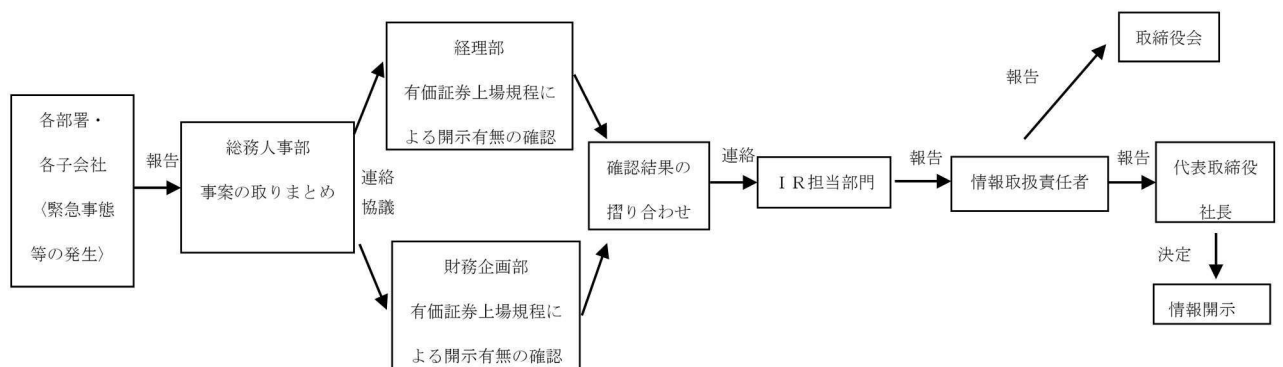 各部署・
各子会社
〈緊急事態
等の発生〉
報告
総務人事部
事案の取りまとめ
連絡
協議
経理部
有価証券上場規程に
よる開示有無の確認
財務企画部
有価証券上場規程に
よる開示有無の確認
確認結果の
摺り合わせ
連絡
ＩＲ担当部門
報告
情報取扱責任者
報告
取締役会
報告
代表取締役
社長
決定
情報開示